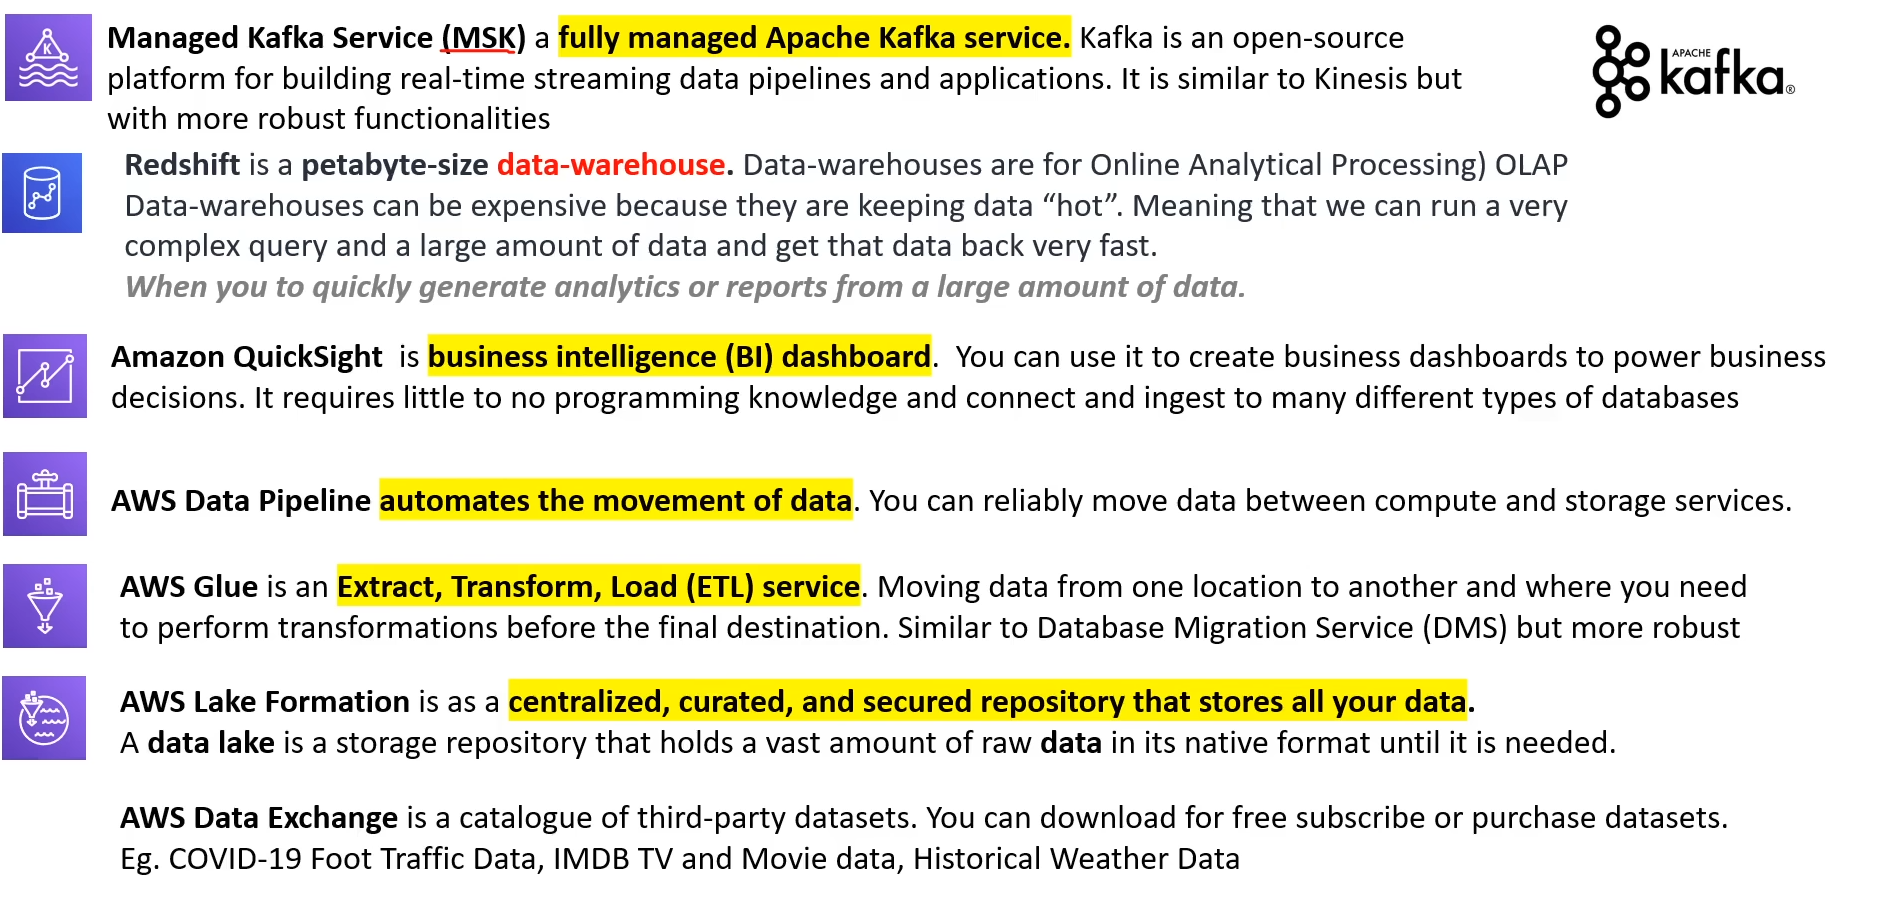 Managed Kafka Service (MSK) a fully managed Apache Kafka service. Kafka is an open-source
platform for building real-time streaming data pipelines and applications. It is similar to Kinesis but
with more robust functionalities
K
APACHE
kafka®
Redshift is a petabyte-size data-warehouse. Data-warehouses are for Online Analytical Processing) OLAP
Data-warehouses can be expensive because they are keeping data “hot”. Meaning that we can run a very
complex query and a large amount of data and get that data back very fast.
When you to quickly generate analytics or reports from a large amount of data.
Amazon QuickSight is business intelligence (BI) dashboard. You can use it to create business dashboards to power business
decisions. It requires little to no programming knowledge and connect and ingest to many different types of databases
AWS Data Pipeline automates the movement of data. You can reliably move data between compute and storage services.
AWS Glue is an Extract, Transform, Load (ETL) service. Moving data from one location to another and where you need
to perform transformations before the final destination. Similar to Database Migration Service (DMS) but more robust
AWS Lake Formation is as a centralized, curated, and secured repository that stores all your data.
A data lake is a storage repository that holds a vast amount of raw data in its native format until it is needed.
AWS Data Exchange is a catalogue of third-party datasets. You can download for free subscribe or purchase datasets.
Eg. COVID-19 Foot Traffic Data, IMDB TV and Movie data, Historical Weather Data